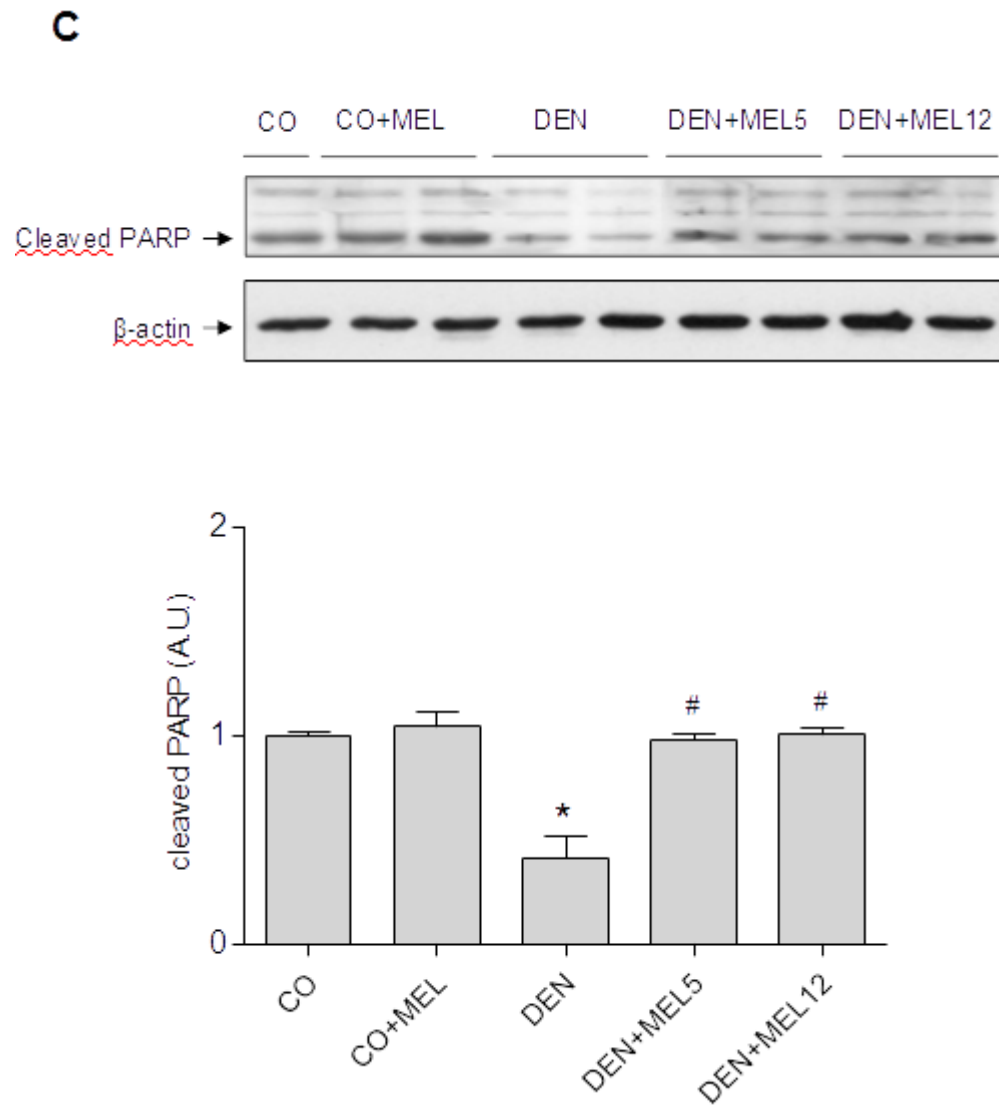 C
CO CO+MEL DEN DEN+MEL5 DEN+MEL12
Cleaved PARP
β-actin
2
1
0
cleaved PARP (A.U.)
*
#
#
CO
CO+MEL
DEN
DEN+MEL5
DEN+MEL12